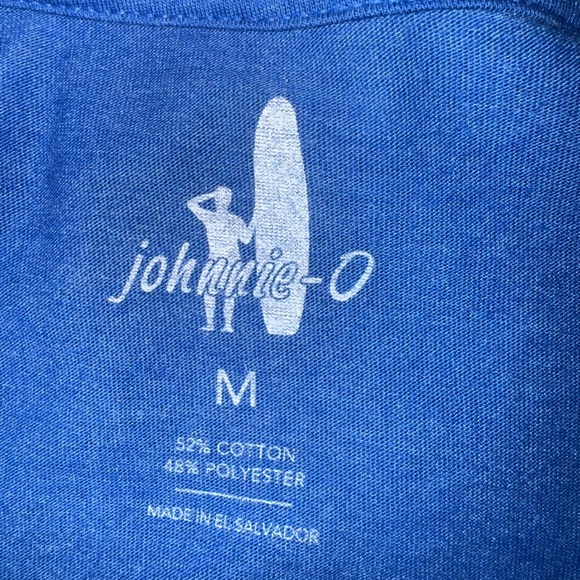 johnnie-O
M
52% COTTON
48% POLYESTER
MADE IN EL SALVADOR